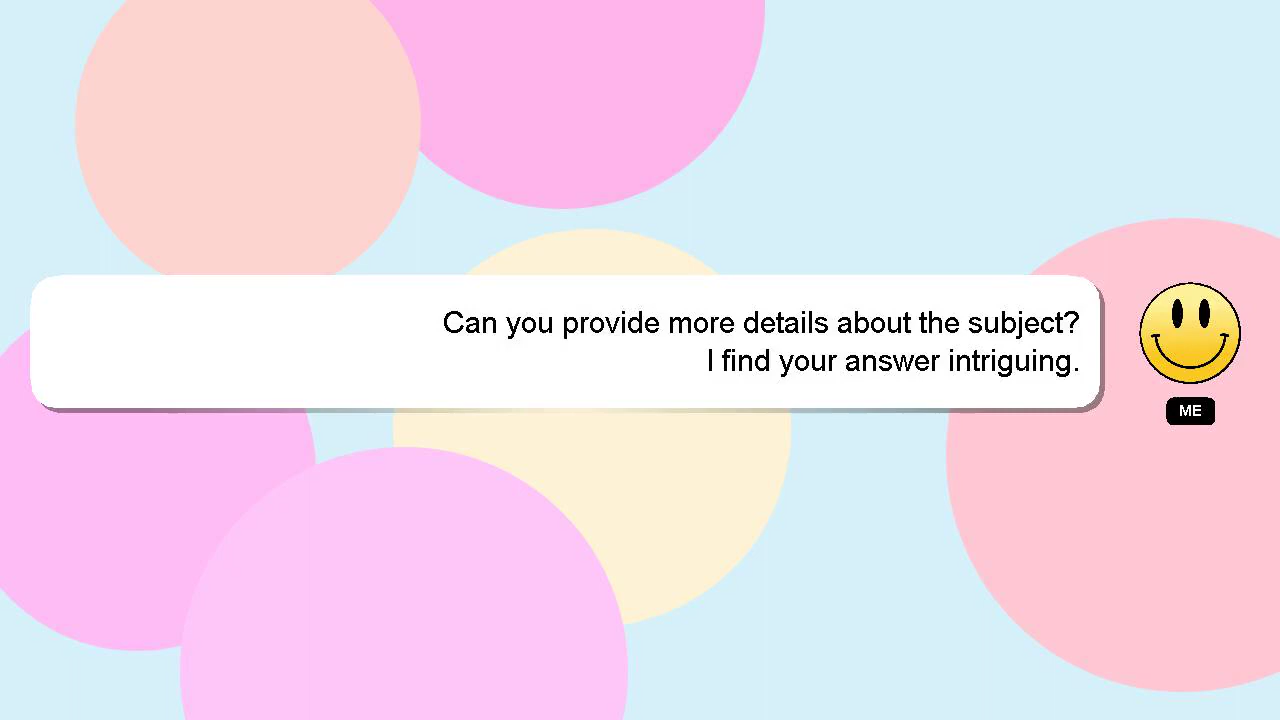 Can you provide more details about the subject?
I find your answer intriguing.
ME